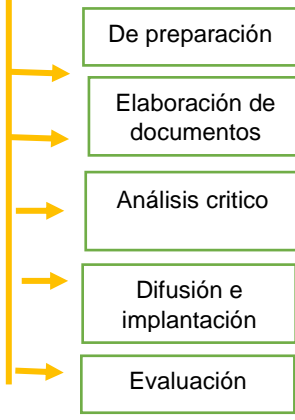 De preparación
Elaboración de
documentos
Análisis critico
Difusión e
implantación
Evaluación